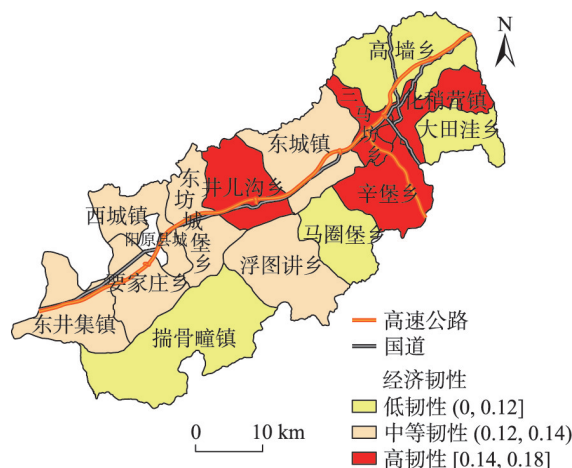 N
高墙乡
化稍营镇
三马坊乡
大田洼乡
东城镇
井儿沟乡
辛堡乡
东坊城堡乡
西城镇
阳原县城
马圈堡乡
浮图讲乡
要家庄乡
东井集镇
揣骨疃镇
高速公路
国道
经济韧性
低韧性 (0, 0.12]
中等韧性 (0.12, 0.14)
高韧性 [0.14, 0.18]
0 10 km